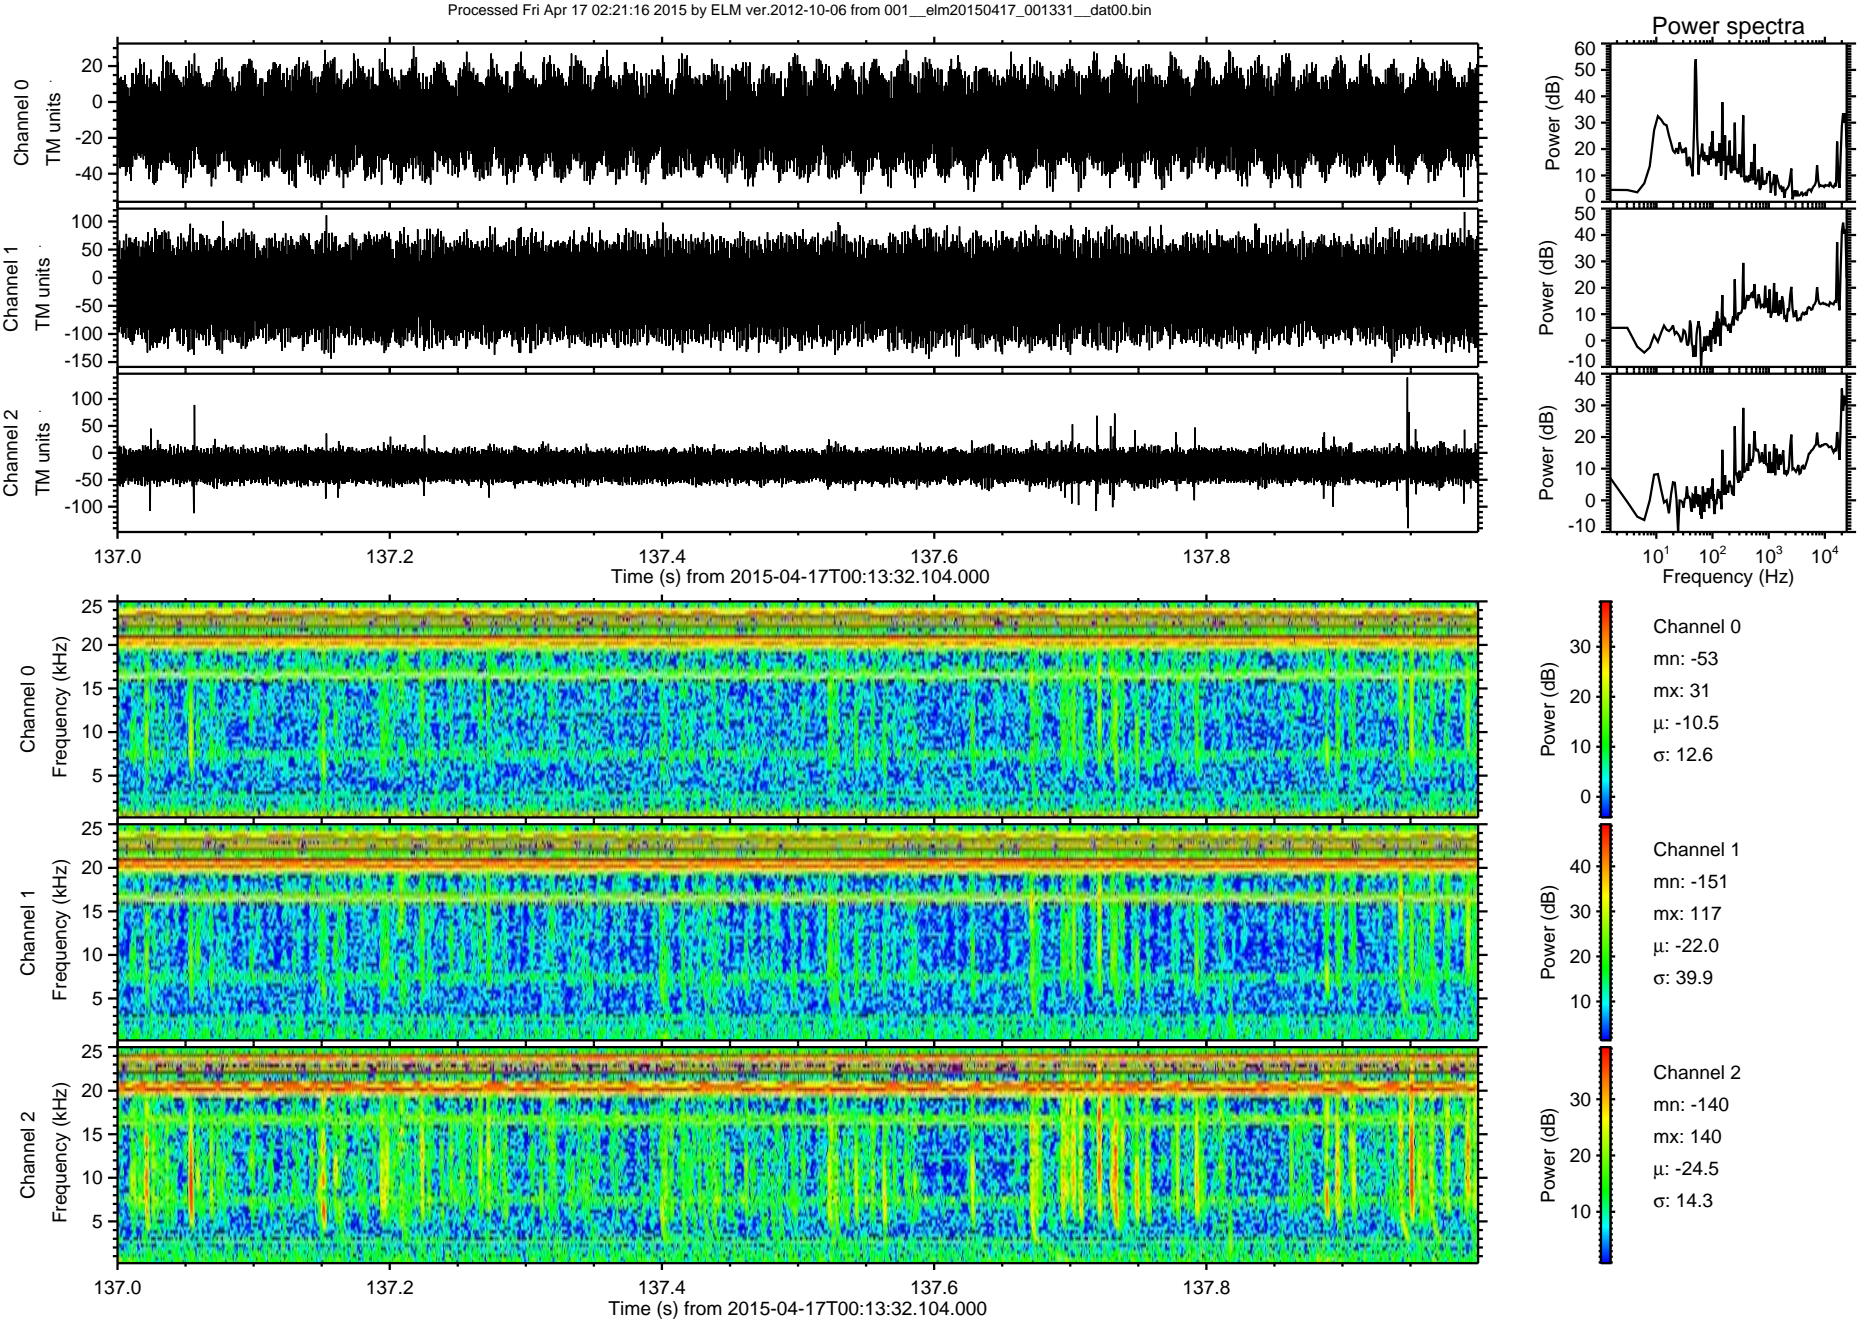 Processed Fri Apr 17 02:21:16 2015 by ELM ver.2012-10-06 from 001__elm20150417_001331__dat00.bin
Power spectra
Channel 0
TM units
20
0
-20
-40
Power (dB)
60
50
40
30
20
10
0
Channel 1
TM units
100
50
0
-50
-100
-150
Power (dB)
50
40
30
20
10
0
-10
Channel 2
TM units
100
50
0
-50
-100
Power (dB)
40
30
20
10
0
-10
137.0 137.2 137.4 137.6 137.8
Time (s) from 2015-04-17T00:13:32.104.000
10¹ 10² 10³ 10⁴
Frequency (Hz)
Channel 0
Frequency (kHz)
25
20
15
10
5
Power (dB)
30
20
10
0
Channel 0
mn: -53
mx: 31
μ: -10.5
σ: 12.6
Channel 1
Frequency (kHz)
25
20
15
10
5
Power (dB)
40
30
20
10
Channel 1
mn: -151
mx: 117
μ: -22.0
σ: 39.9
Channel 2
Frequency (kHz)
25
20
15
10
5
Power (dB)
30
20
10
Channel 2
mn: -140
mx: 140
μ: -24.5
σ: 14.3
137.0 137.2 137.4 137.6 137.8
Time (s) from 2015-04-17T00:13:32.104.000